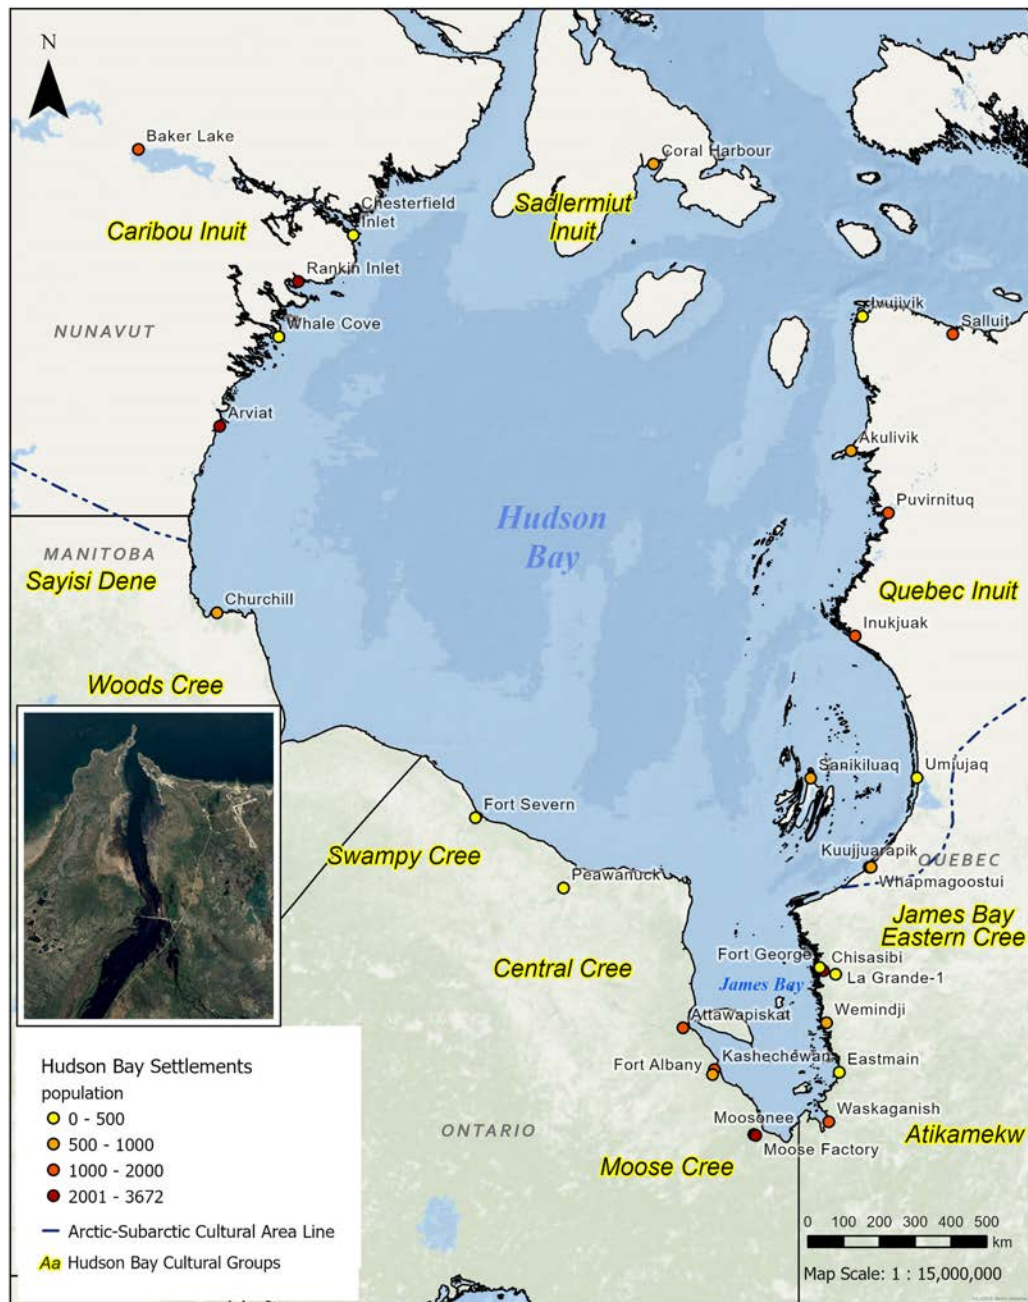 N
Baker Lake
Coral Harbour
Chesterfield
Inlet
Sadlermiut
Inuit
Caribou Inuit
Rankin Inlet
NUNAVUT
Whale Cove
Ivujivik
Salluit
Arviat
Akulivik
Hudson
Bay
Puvirnituq
MANITOBA
Sayisi Dene
Quebec Inuit
Churchill
Inukjuak
Woods Cree
Sanikiluaq
Umiujaq
Fort Severn
Swampy Cree
Kuujjuarapik
QUEBEC
Peawanuck
Whapmagoostui
James Bay
Eastern Cree
Fort George
Chisasibi
Central Cree
James Bay
La Grande-1
Attawapiskat
Wemindji
Fort Albany
Kashechewan
Eastmain
Moosonee
Waskaganish
ONTARIO
Moose Factory
Atikamekw
Moose Cree
Hudson Bay Settlements
population
0 - 500
500 - 1000
1000 - 2000
2001 - 3672
Arctic-Subarctic Cultural Area Line
Aa Hudson Bay Cultural Groups
0 100 200 300 400 500
km
Map Scale: 1 : 15,000,000